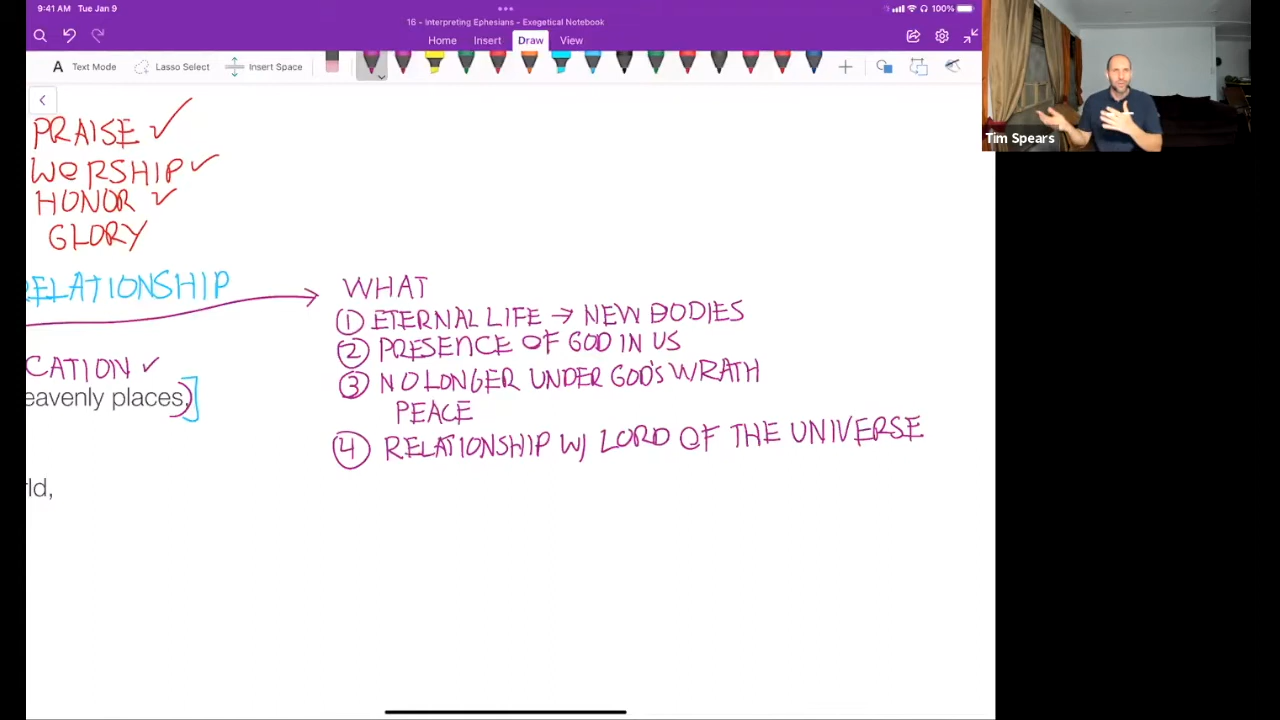 9:41 AM Tue Jan 9
100%
16 - Interpreting Ephesians - Exegetical Notebook
Home Insert Draw View
A Text Mode Lasso Select Insert Space
Tim Spears
PRAISE ✓
WORSHIP ✓
HONOR ✓
GLORY
RELATIONSHIP
WHAT
① ETERNAL LIFE → NEW BODIES
② PRESENCE OF GOD IN US
CATION ✓
③ NO LONGER UNDER GOD'S WRATH
eavenly places,)]
PEACE
④ RELATIONSHIP W/ LORD OF THE UNIVERSE
rld,